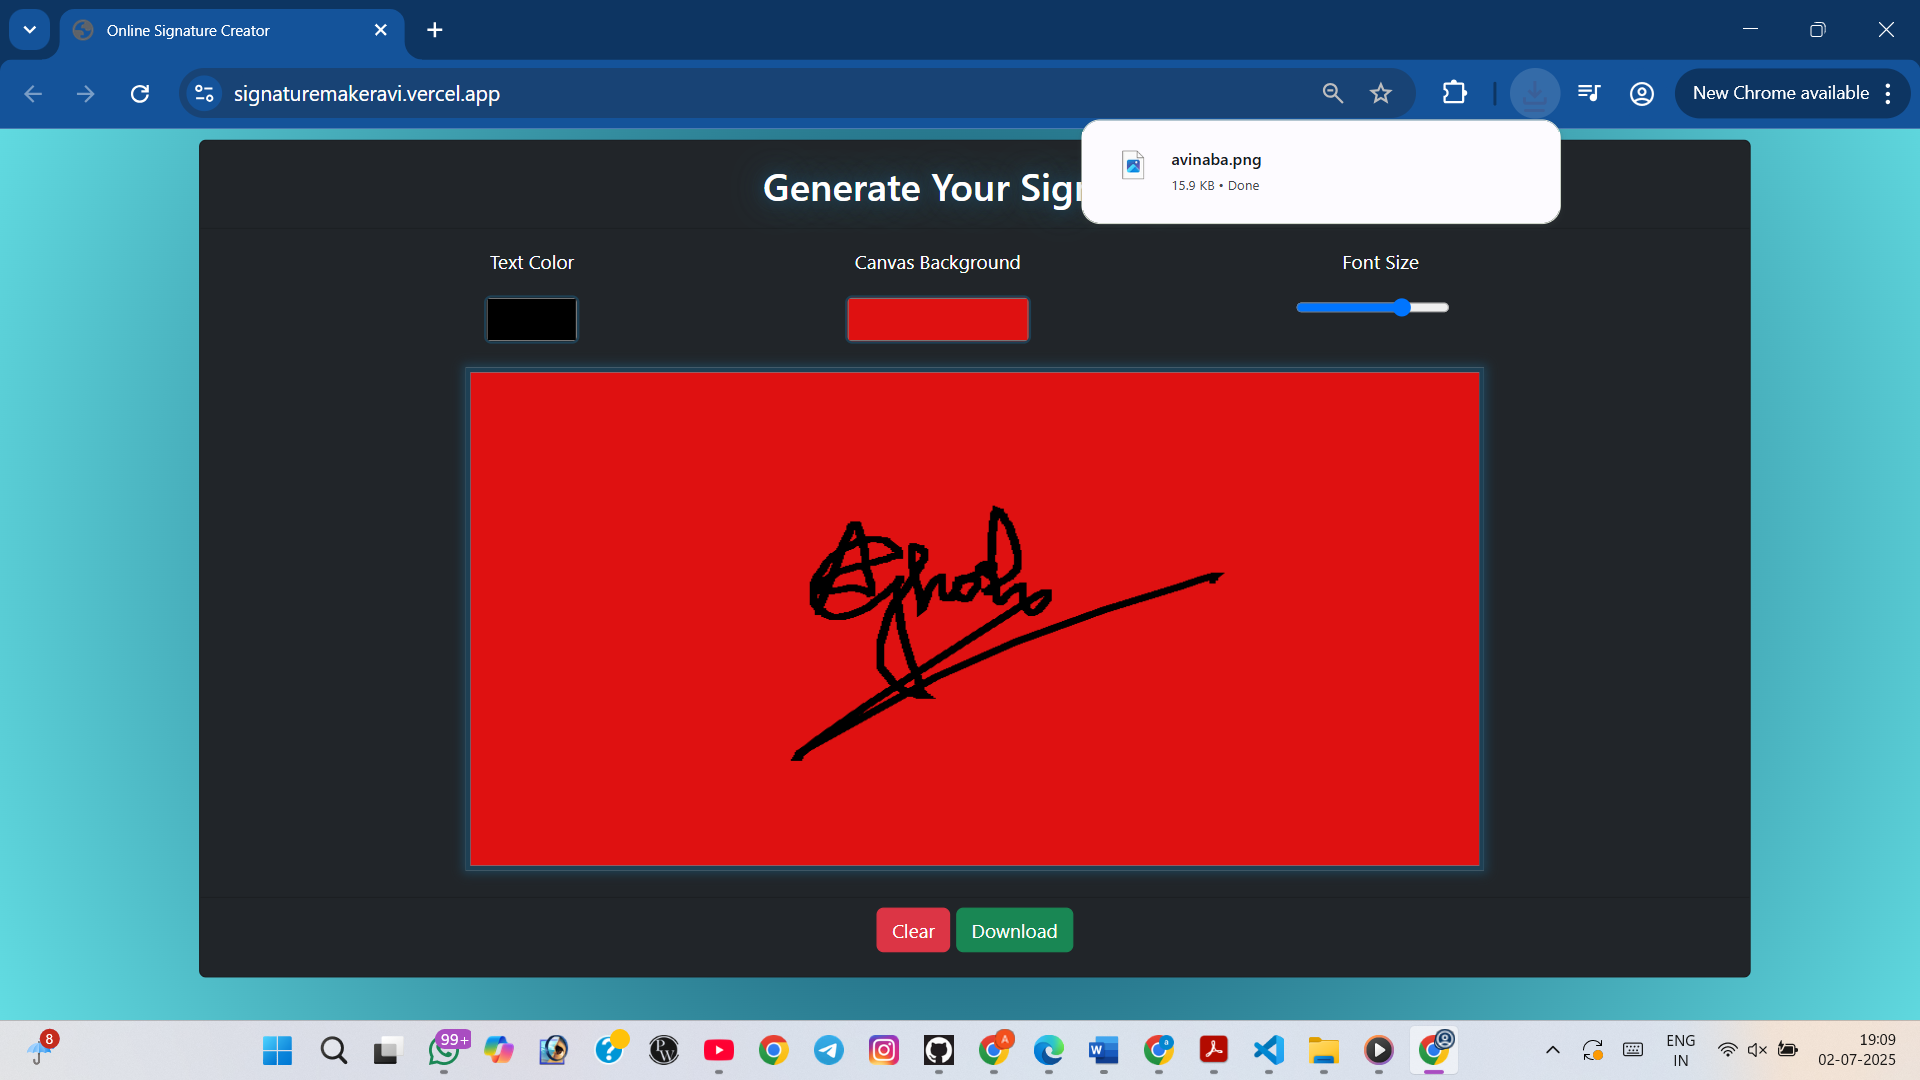 Online Signature Creator
signaturemakeravi.vercel.app
New Chrome available
avinaba.png
15.9 KB • Done
Generate Your Sig
Text Color
Canvas Background
Font Size
Clear
Download
8
99+
PW
A
a
W
ENG
IN
19:09
02-07-2025